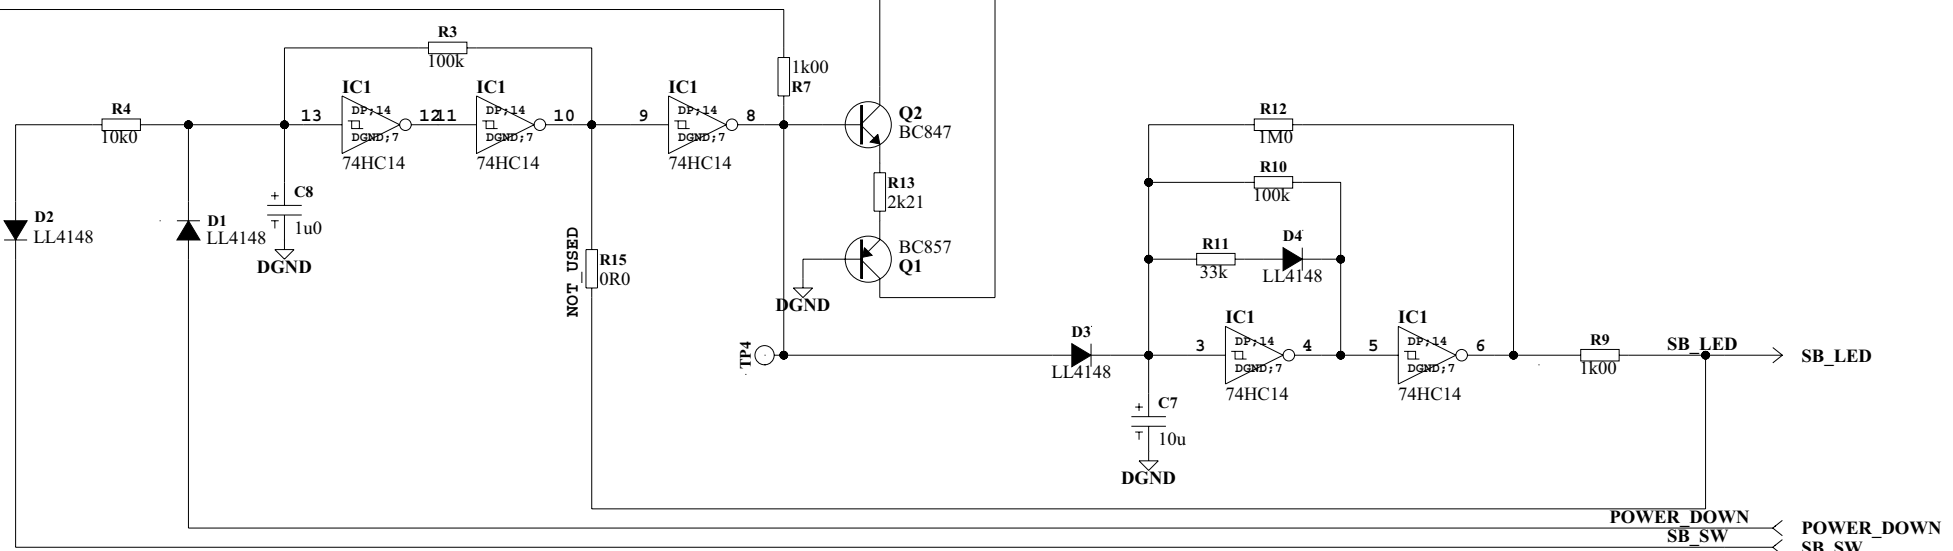 R3
100k
1k00
R7
R4
10k0
13
IC1
DP;14
DGND;7
74HC14
12
11
IC1
DP;14
DGND;7
74HC14
10
9
IC1
DP;14
DGND;7
74HC14
8
Q2
BC847
R12
1M0
R10
100k
R13
2k21
+
C8
1u0
DGND
D2
LL4148
D1
LL4148
NOT_USED
R15
0R0
BC857
Q1
DGND
R11
33k
D4
LL4148
TP4
D3
LL4148
3
IC1
DP;14
DGND;7
74HC14
4
5
IC1
DP;14
DGND;7
74HC14
6
R9
1k00
SB_LED
SB_LED
+
C7
10u
DGND
POWER_DOWN
POWER_DOWN
SB_SW
SB_SW